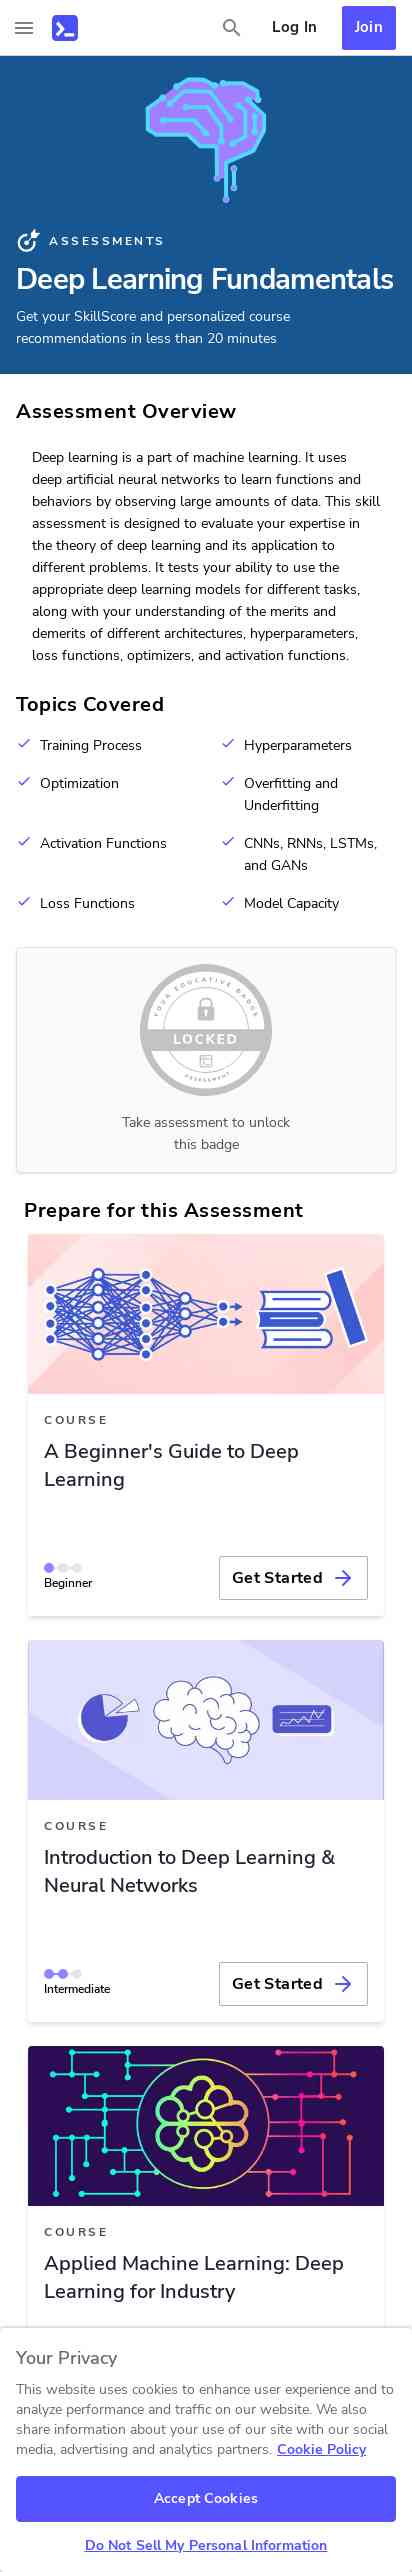 Log In
Join
ASSESSMENTS
Deep Learning Fundamentals
Get your SkillScore and personalized course
recommendations in less than 20 minutes
Assessment Overview
Deep learning is a part of machine learning. It uses
deep artificial neural networks to learn functions and
behaviors by observing large amounts of data. This skill
assessment is designed to evaluate your expertise in
the theory of deep learning and its application to
different problems. It tests your ability to use the
appropriate deep learning models for different tasks,
along with your understanding of the merits and
demerits of different architectures, hyperparameters,
loss functions, optimizers, and activation functions.
Topics Covered
Training Process
Hyperparameters
Optimization
Overfitting and
Underfitting
Activation Functions
CNNs, RNNs, LSTMs,
and GANs
Loss Functions
Model Capacity
YOUR EDUCATIVE BADGE
LOCKED
ASSESSMENT
Take assessment to unlock
this badge
Prepare for this Assessment
COURSE
A Beginner's Guide to Deep
Learning
Beginner
Get Started
COURSE
Introduction to Deep Learning &
Neural Networks
Intermediate
Get Started
COURSE
Applied Machine Learning: Deep
Learning for Industry
Your Privacy
This website uses cookies to enhance user experience and to
analyze performance and traffic on our website. We also
share information about your use of our site with our social
media, advertising and analytics partners. Cookie Policy
Accept Cookies
Do Not Sell My Personal Information